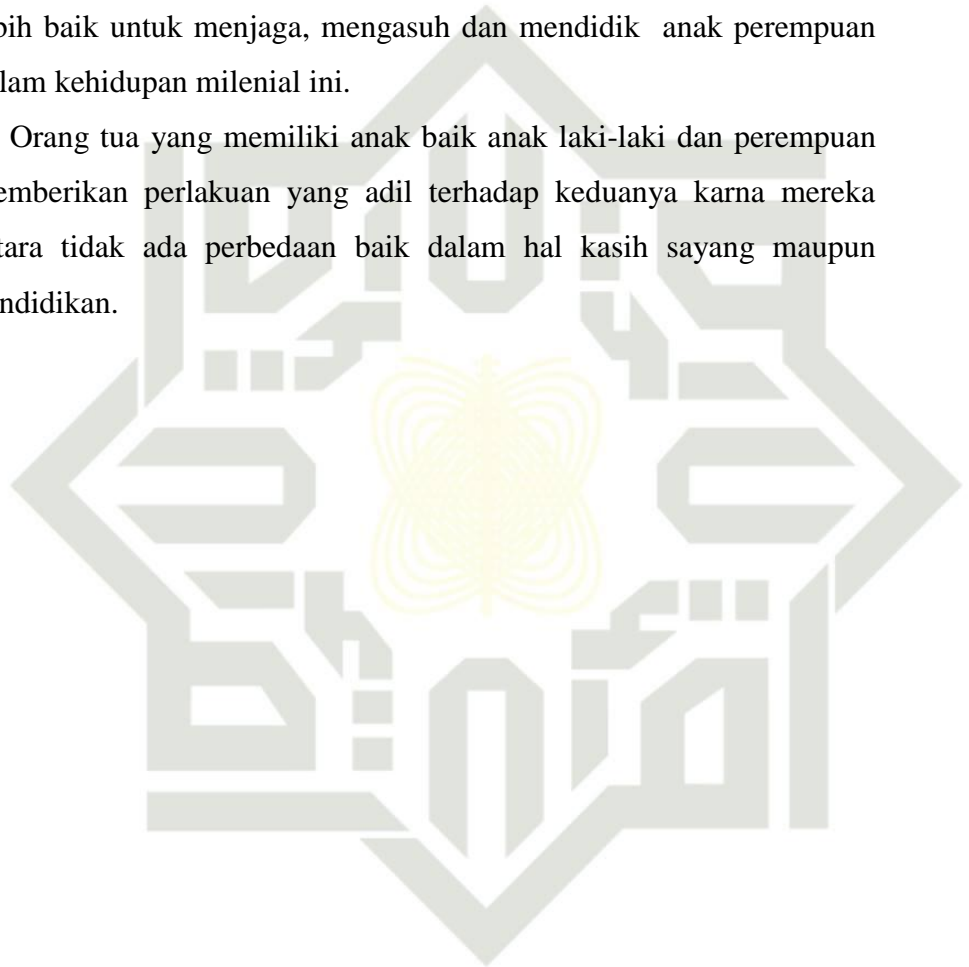 bih baik untuk menjaga, mengasuh dan mendidik anak perempuan
lam kehidupan milenial ini.
Orang tua yang memiliki anak baik anak laki-laki dan perempuan
emberikan perlakuan yang adil terhadap keduanya karna mereka
tara tidak ada perbedaan baik dalam hal kasih sayang maupun
ndidikan.